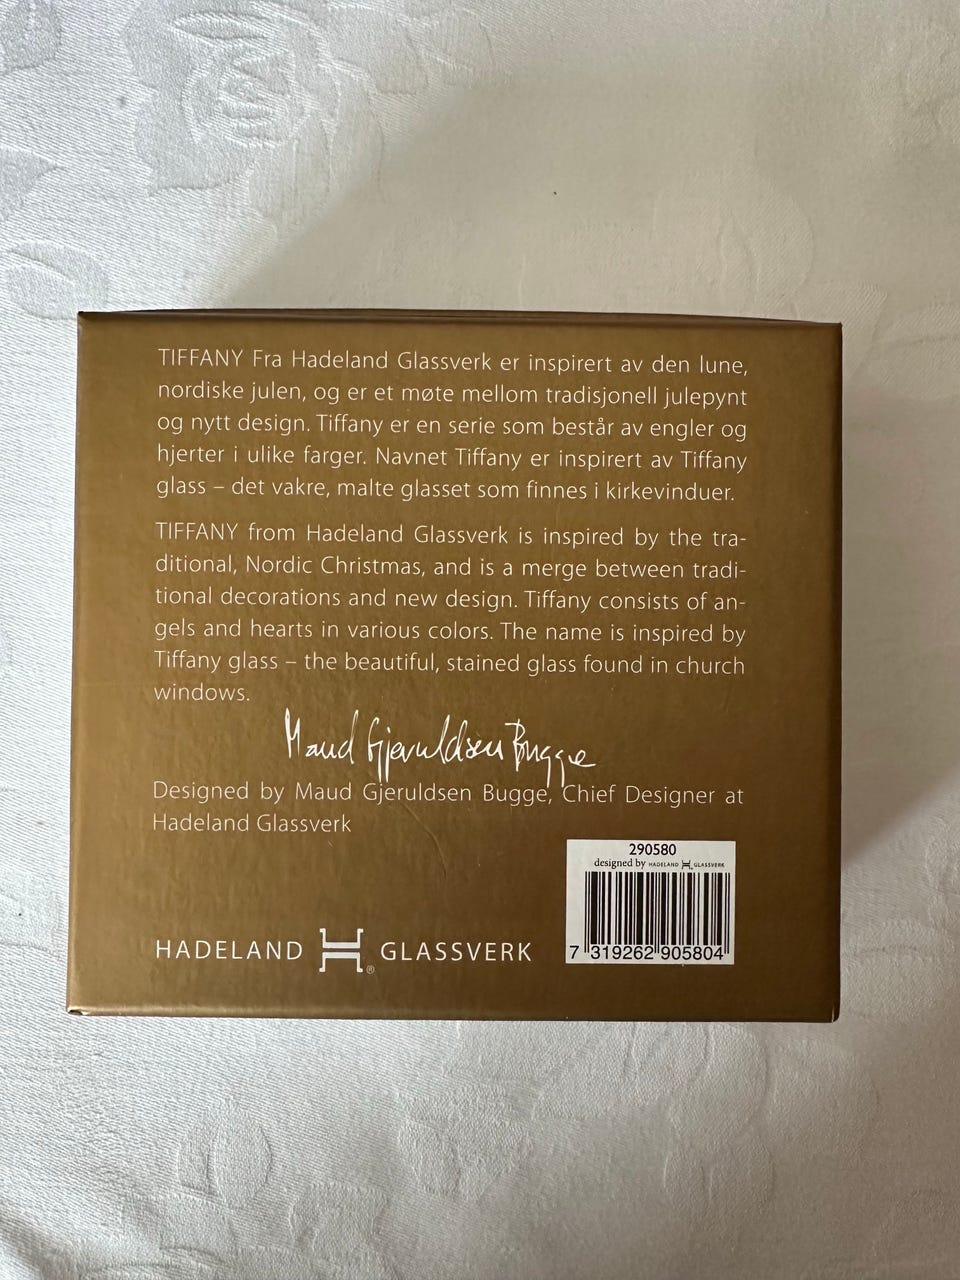 TIFFANY Fra Hadeland Glassverk er inspirert av den lune,
nordiske julen, og er et møte mellom tradisjonell julepynt
og nytt design. Tiffany er en serie som består av engler og
hjerter i ulike farger. Navnet Tiffany er inspirert av Tiffany
glass – det vakre, malte glasset som finnes i kirkevinduer.
TIFFANY from Hadeland Glassverk is inspired by the tra-
ditional, Nordic Christmas, and is a merge between tradi-
tional decorations and new design. Tiffany consists of an-
gels and hearts in various colors. The name is inspired by
Tiffany glass – the beautiful, stained glass found in church
windows.
Maud Gjeruldsen Bugge
Designed by Maud Gjeruldsen Bugge, Chief Designer at
Hadeland Glassverk
290580
designed by HADELAND H GLASSVERK
7 319262 905804
HADELAND H® GLASSVERK